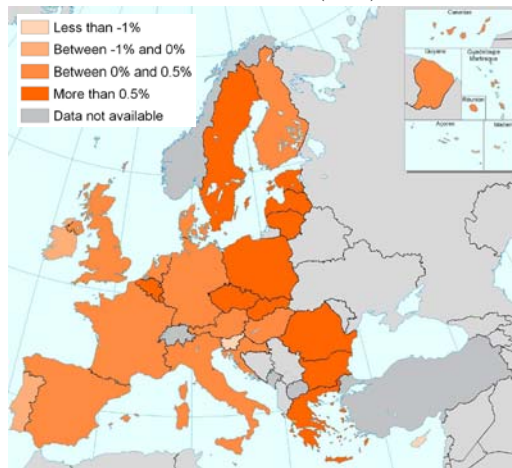 Less than -1%
Between -1% and 0%
Between 0% and 0.5%
More than 0.5%
Data not available
Canarias
Guyane
Guadeloupe
Martinique
Réunion
Açores
Madeira